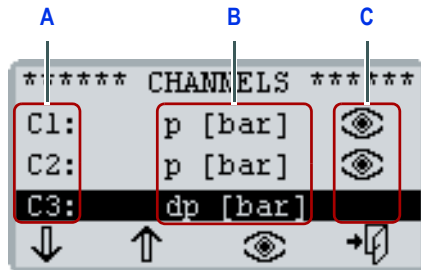 A B C
****** CHANNELS ******
C1: p [bar]
C2: p [bar]
C3: dp [bar]